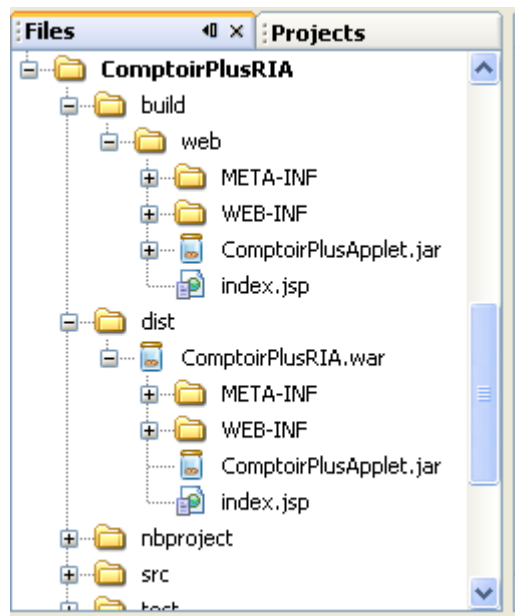 Files Projects
ComptoirPlusRIA
build
web
META-INF
WEB-INF
ComptoirPlusApplet.jar
index.jsp
dist
ComptoirPlusRIA.war
META-INF
WEB-INF
ComptoirPlusApplet.jar
index.jsp
nbproject
src
test